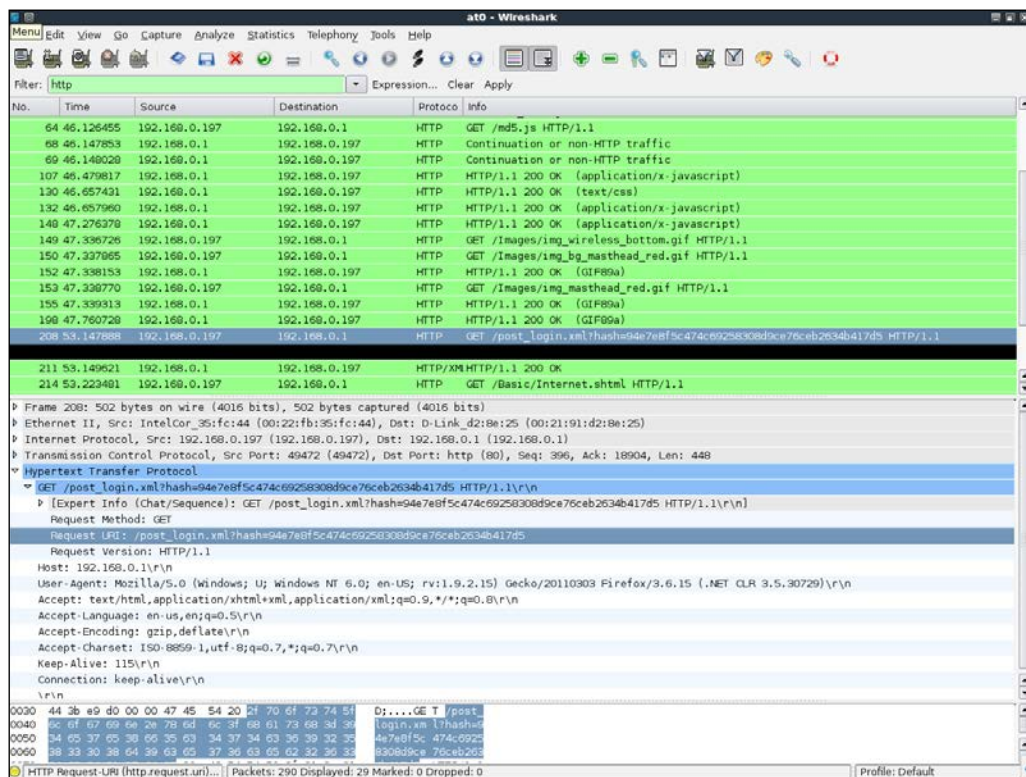 at0 - Wireshark
Menu Edit View Go Capture Analyze Statistics Telephony Tools Help
Filter: http Expression... Clear Apply
No. Time Source Destination Protoco Info
64 46.126455 192.168.0.197 192.168.0.1 HTTP GET /md5.js HTTP/1.1
68 46.147853 192.168.0.1 192.168.0.197 HTTP Continuation or non-HTTP traffic
69 46.148028 192.168.0.1 192.168.0.197 HTTP Continuation or non-HTTP traffic
107 46.479817 192.168.0.1 192.168.0.197 HTTP HTTP/1.1 200 OK (application/x-javascript)
130 46.657431 192.168.0.1 192.168.0.197 HTTP HTTP/1.1 200 OK (text/css)
132 46.657960 192.168.0.1 192.168.0.197 HTTP HTTP/1.1 200 OK (application/x-javascript)
148 47.276378 192.168.0.1 192.168.0.197 HTTP HTTP/1.1 200 OK (application/x-javascript)
149 47.336726 192.168.0.197 192.168.0.1 HTTP GET /Images/img_wireless_bottom.gif HTTP/1.1
150 47.337865 192.168.0.197 192.168.0.1 HTTP GET /Images/img_bg_masthead_red.gif HTTP/1.1
152 47.338153 192.168.0.1 192.168.0.197 HTTP HTTP/1.1 200 OK (GIF89a)
153 47.338770 192.168.0.197 192.168.0.1 HTTP GET /Images/img_masthead_red.gif HTTP/1.1
155 47.339313 192.168.0.1 192.168.0.197 HTTP HTTP/1.1 200 OK (GIF89a)
198 47.760728 192.168.0.1 192.168.0.197 HTTP HTTP/1.1 200 OK (GIF89a)
208 53.147888 192.168.0.197 192.168.0.1 HTTP GET /post_login.xml?hash=94e7e8f5c474c69258308d9ce76ceb2634b417d5 HTTP/1.1
211 53.149621 192.168.0.1 192.168.0.197 HTTP/XML HTTP/1.1 200 OK
214 53.223481 192.168.0.197 192.168.0.1 HTTP GET /Basic/Internet.shtml HTTP/1.1
Frame 208: 502 bytes on wire (4016 bits), 502 bytes captured (4016 bits)
Ethernet II, Src: IntelCor_35:fc:44 (00:22:fb:35:fc:44), Dst: D-Link_d2:8e:25 (00:21:91:d2:8e:25)
Internet Protocol, Src: 192.168.0.197 (192.168.0.197), Dst: 192.168.0.1 (192.168.0.1)
Transmission Control Protocol, Src Port: 49472 (49472), Dst Port: http (80), Seq: 396, Ack: 18904, Len: 448
Hypertext Transfer Protocol
GET /post_login.xml?hash=94e7e8f5c474c69258308d9ce76ceb2634b417d5 HTTP/1.1\r\n
[Expert Info (Chat/Sequence): GET /post_login.xml?hash=94e7e8f5c474c69258308d9ce76ceb2634b417d5 HTTP/1.1\r\n]
Request Method: GET
Request URI: /post_login.xml?hash=94e7e8f5c474c69258308d9ce76ceb2634b417d5
Request Version: HTTP/1.1
Host: 192.168.0.1\r\n
User-Agent: Mozilla/5.0 (Windows; U; Windows NT 6.0; en-US; rv:1.9.2.15) Gecko/20110303 Firefox/3.6.15 (.NET CLR 3.5.30729)\r\n
Accept: text/html,application/xhtml+xml,application/xml;q=0.9,*/*;q=0.8\r\n
Accept-Language: en-us,en;q=0.5\r\n
Accept-Encoding: gzip,deflate\r\n
Accept-Charset: ISO-8859-1,utf-8;q=0.7,*;q=0.7\r\n
Keep-Alive: 115\r\n
Connection: keep-alive\r\n
\r\n
0030 44 3b e9 d0 00 00 47 45 54 20 2f 70 6f 73 74 5f D;....GE T /post_
0040 6c 6f 67 69 6e 2e 78 6d 6c 3f 68 61 73 68 3d 39 login.xm l?hash=9
0050 34 65 37 65 38 66 35 63 34 37 34 63 36 39 32 35 4e7e8f5c 474c6925
0060 38 33 30 38 64 39 63 65 37 36 63 65 62 32 36 33 8308d9ce 76ceb263
HTTP Request-URI (http.request.uri)... Packets: 290 Displayed: 29 Marked: 0 Dropped: 0 Profile: Default